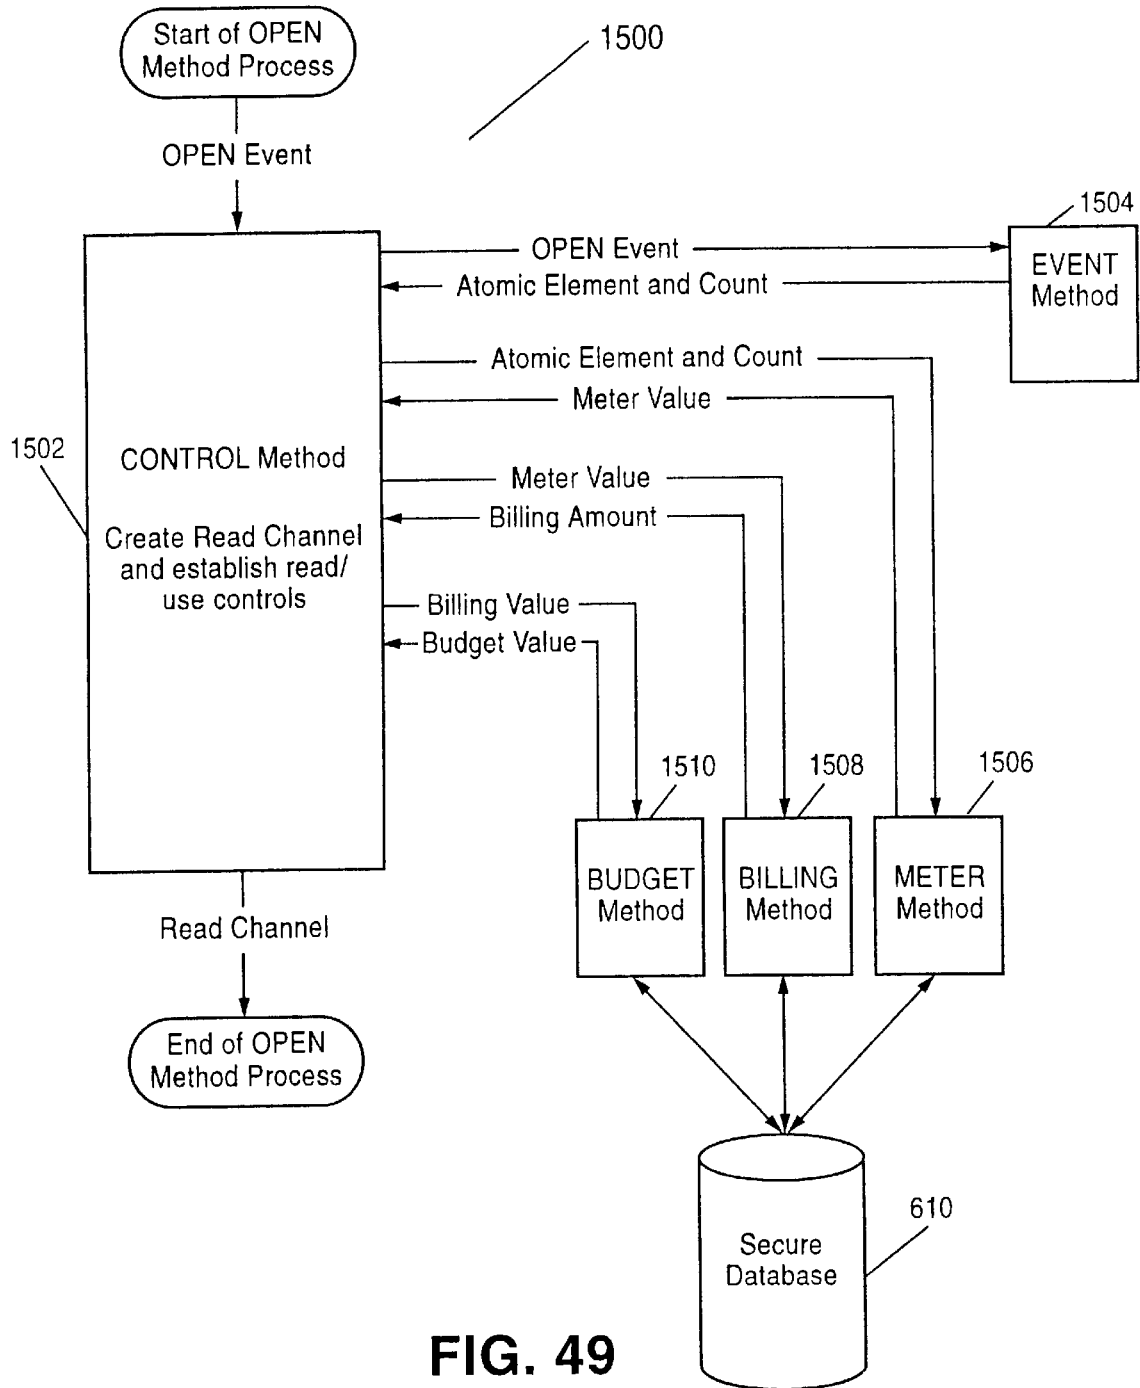 Start of OPEN
Method Process
1500
OPEN Event
1504
OPEN Event
EVENT
Method
Atomic Element and Count
Atomic Element and Count
Meter Value
1502
CONTROL Method
Create Read Channel
and establish read/
use controls
Meter Value
Billing Amount
Billing Value
Budget Value
1510
1508
1506
BUDGET
Method
BILLING
Method
METER
Method
Read Channel
End of OPEN
Method Process
Secure
Database
610
FIG. 49